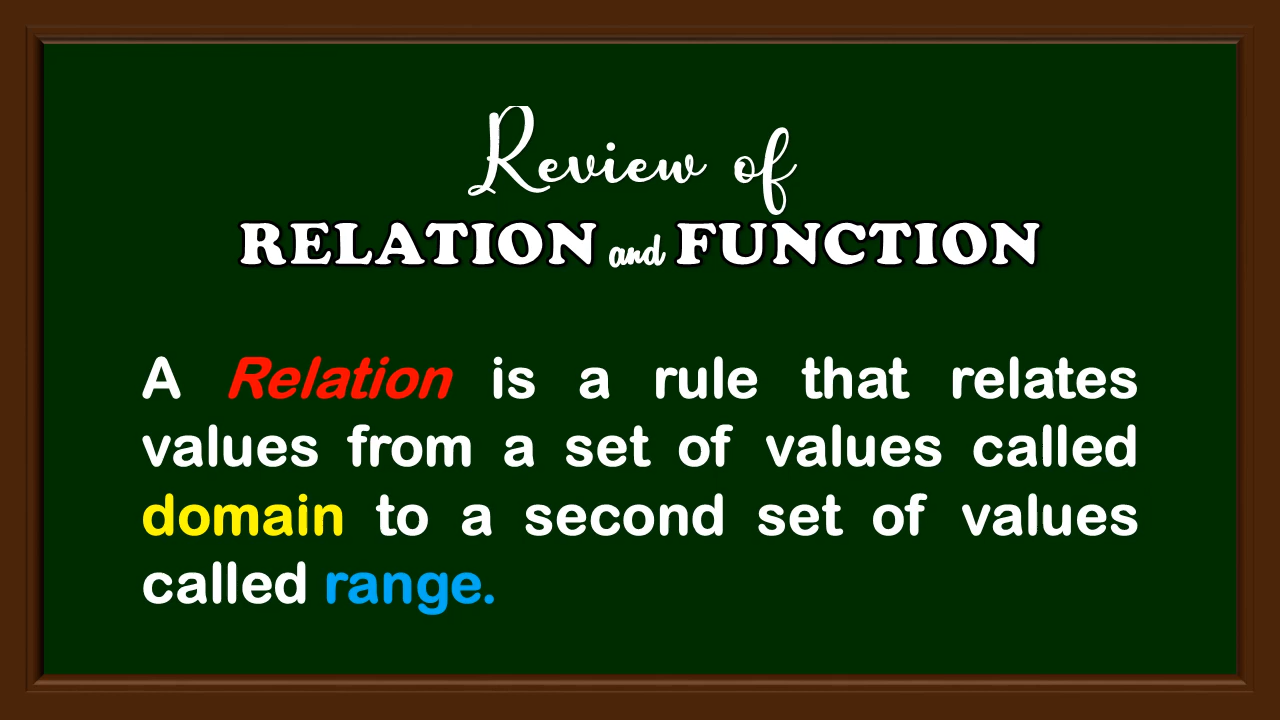 Review of
RELATION and FUNCTION
A Relation is a rule that relates
values from a set of values called
domain to a second set of values
called range.